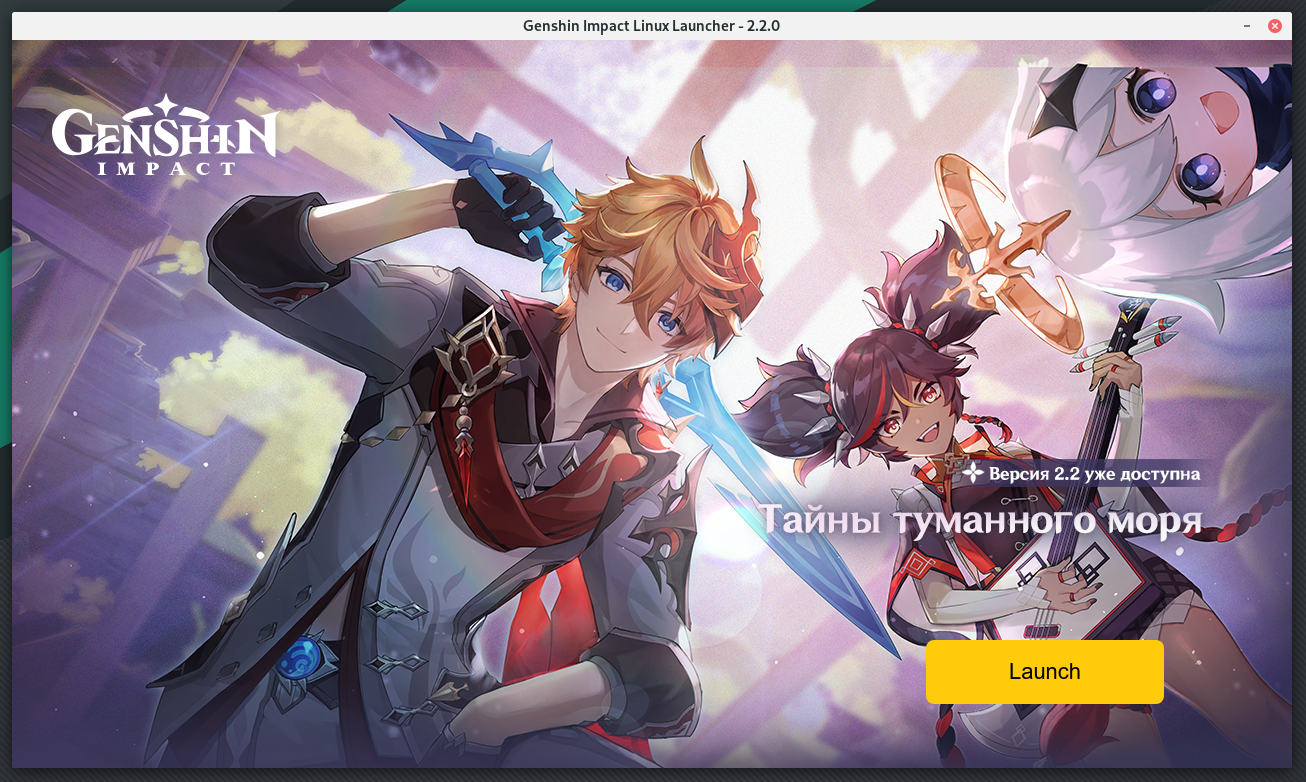 Genshin Impact Linux Launcher - 2.2.0
GENSHIN
IMPACT
Версия 2.2 уже доступна
Тайны туманного моря
Launch